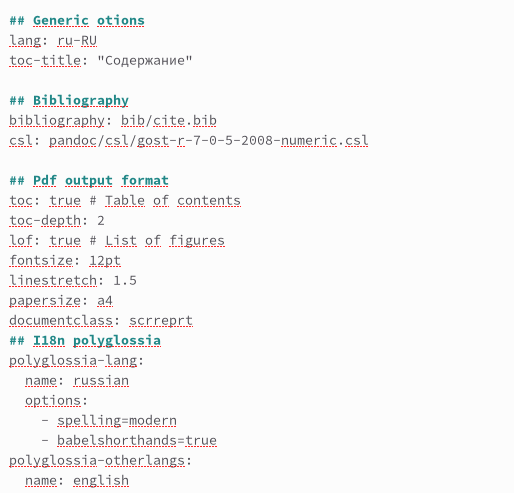 ## Generic otions
lang: ru-RU
toc-title: "Содержание"

## Bibliography
bibliography: bib/cite.bib
csl: pandoc/csl/gost-r-7-0-5-2008-numeric.csl

## Pdf output format
toc: true # Table of contents
toc-depth: 2
lof: true # List of figures
fontsize: 12pt
linestretch: 1.5
papersize: a4
documentclass: scrreprt
## I18n polyglossia
polyglossia-lang:
  name: russian
  options:
    - spelling=modern
    - babelshorthands=true
polyglossia-otherlangs:
  name: english